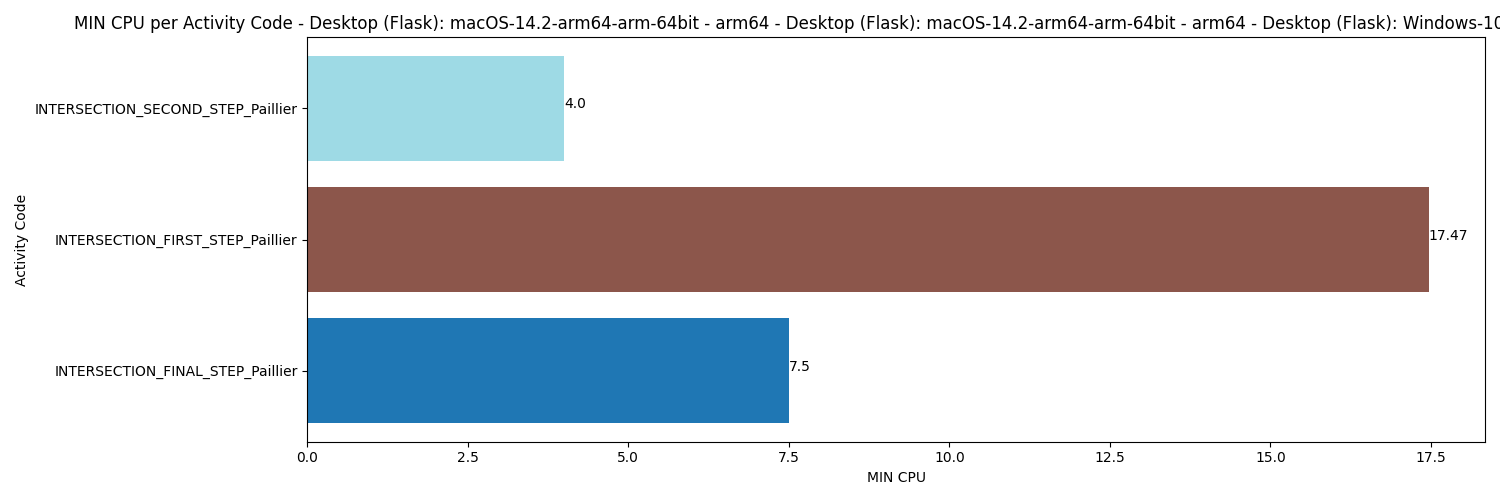 MIN CPU per Activity Code - Desktop (Flask): macOS-14.2-arm64-arm-64bit - arm64 - Desktop (Flask): macOS-14.2-arm64-arm-64bit - arm64 - Desktop (Flask): Windows-10
INTERSECTION_SECOND_STEP_Paillier
4.0
INTERSECTION_FIRST_STEP_Paillier
17.47
INTERSECTION_FINAL_STEP_Paillier
7.5
Activity Code
0.0 2.5 5.0 7.5 10.0 12.5 15.0 17.5
MIN CPU